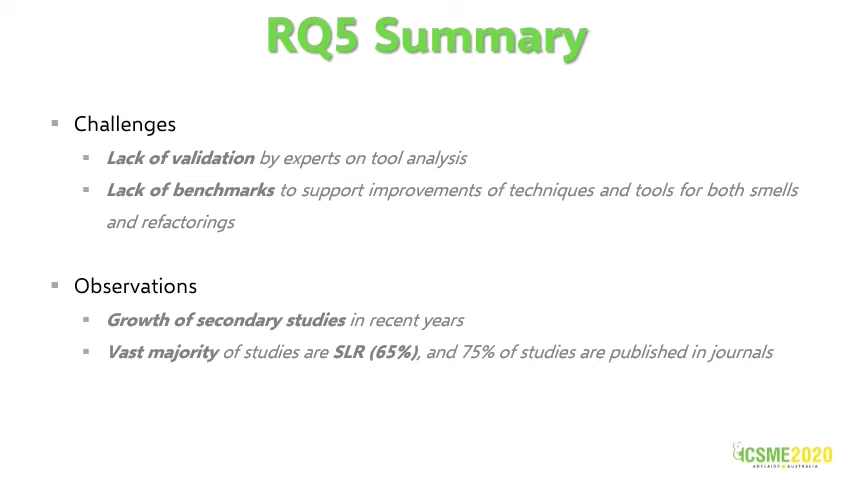 RQ5 Summary
Challenges
Lack of validation by experts on tool analysis
Lack of benchmarks to support improvements of techniques and tools for both smells
and refactorings
Observations
Growth of secondary studies in recent years
Vast majority of studies are SLR (65%), and 75% of studies are published in journals
ICSME2020
ADELAIDE AUSTRALIA